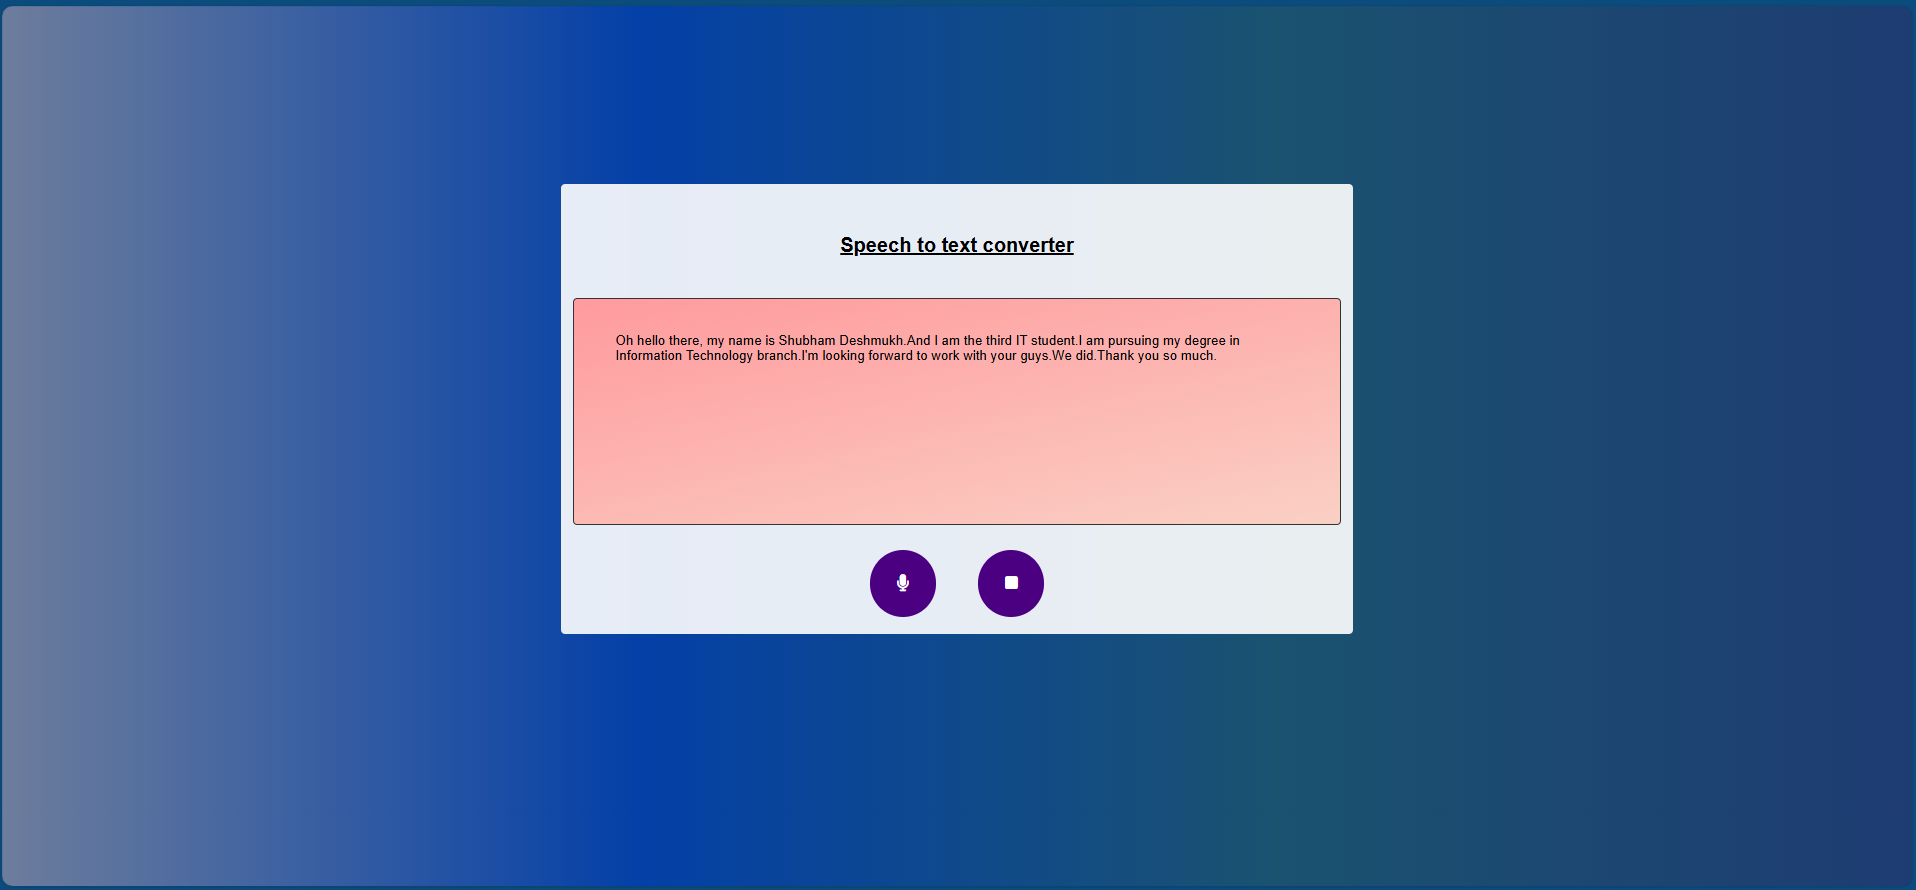 Speech to text converter
Oh hello there, my name is Shubham Deshmukh.And I am the third IT student.I am pursuing my degree in
Information Technology branch.I'm looking forward to work with your guys.We did.Thank you so much.